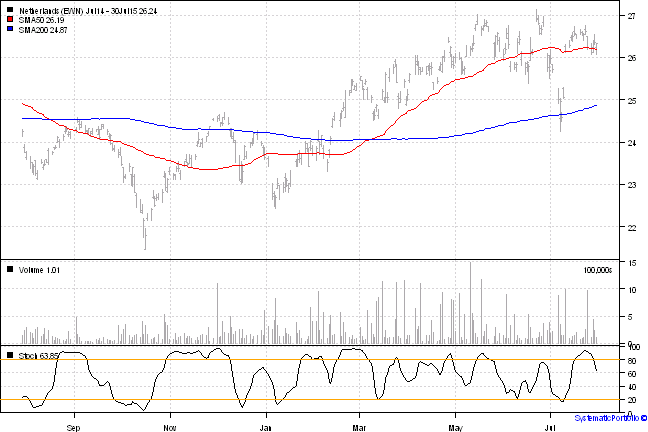 Netherlands (EWN) Jul14 - 30Jul15 26.24
SMA50 26.19
SMA200 24.87
27
26
25
24
23
22
Volume 1.01
100,000s
15
10
5
0
Stoch 63.85
100
80
60
40
20
0
Sep
Nov
Jan
Mar
May
Jul
SystematicPortfolio ©